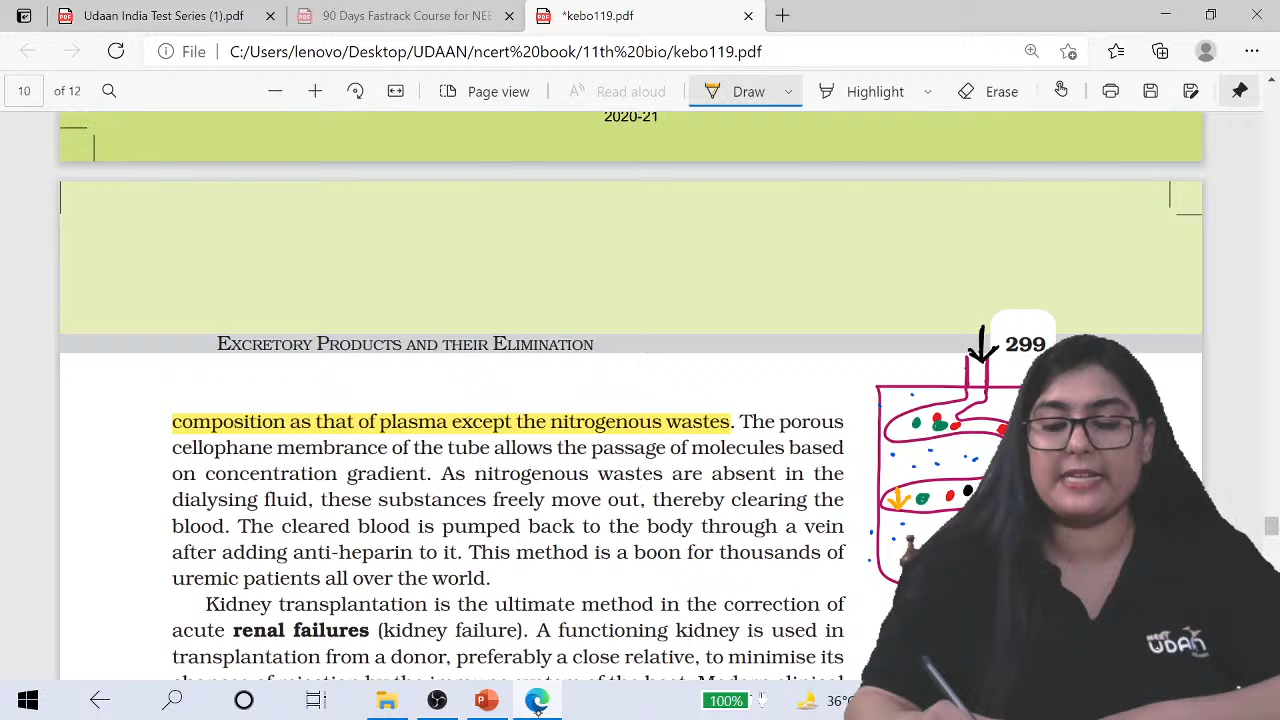 Udaan India Test Series (1).pdf
90 Days Fastrack Course for NEE
*kebo119.pdf
File
C:/Users/lenovo/Desktop/UDAAN/ncert%20book/11th%20bio/kebo119.pdf
10 of 12
Page view
Read aloud
Draw
Highlight
Erase
2020-21
EXCRETORY PRODUCTS AND THEIR ELIMINATION
299
composition as that of plasma except the nitrogenous wastes. The porous
cellophane membrance of the tube allows the passage of molecules based
on concentration gradient. As nitrogenous wastes are absent in the
dialysing fluid, these substances freely move out, thereby clearing the
blood. The cleared blood is pumped back to the body through a vein
after adding anti-heparin to it. This method is a boon for thousands of
uremic patients all over the world.
Kidney transplantation is the ultimate method in the correction of
acute renal failures (kidney failure). A functioning kidney is used in
transplantation from a donor, preferably a close relative, to minimise its
NEET
UDAAN
100%
36°